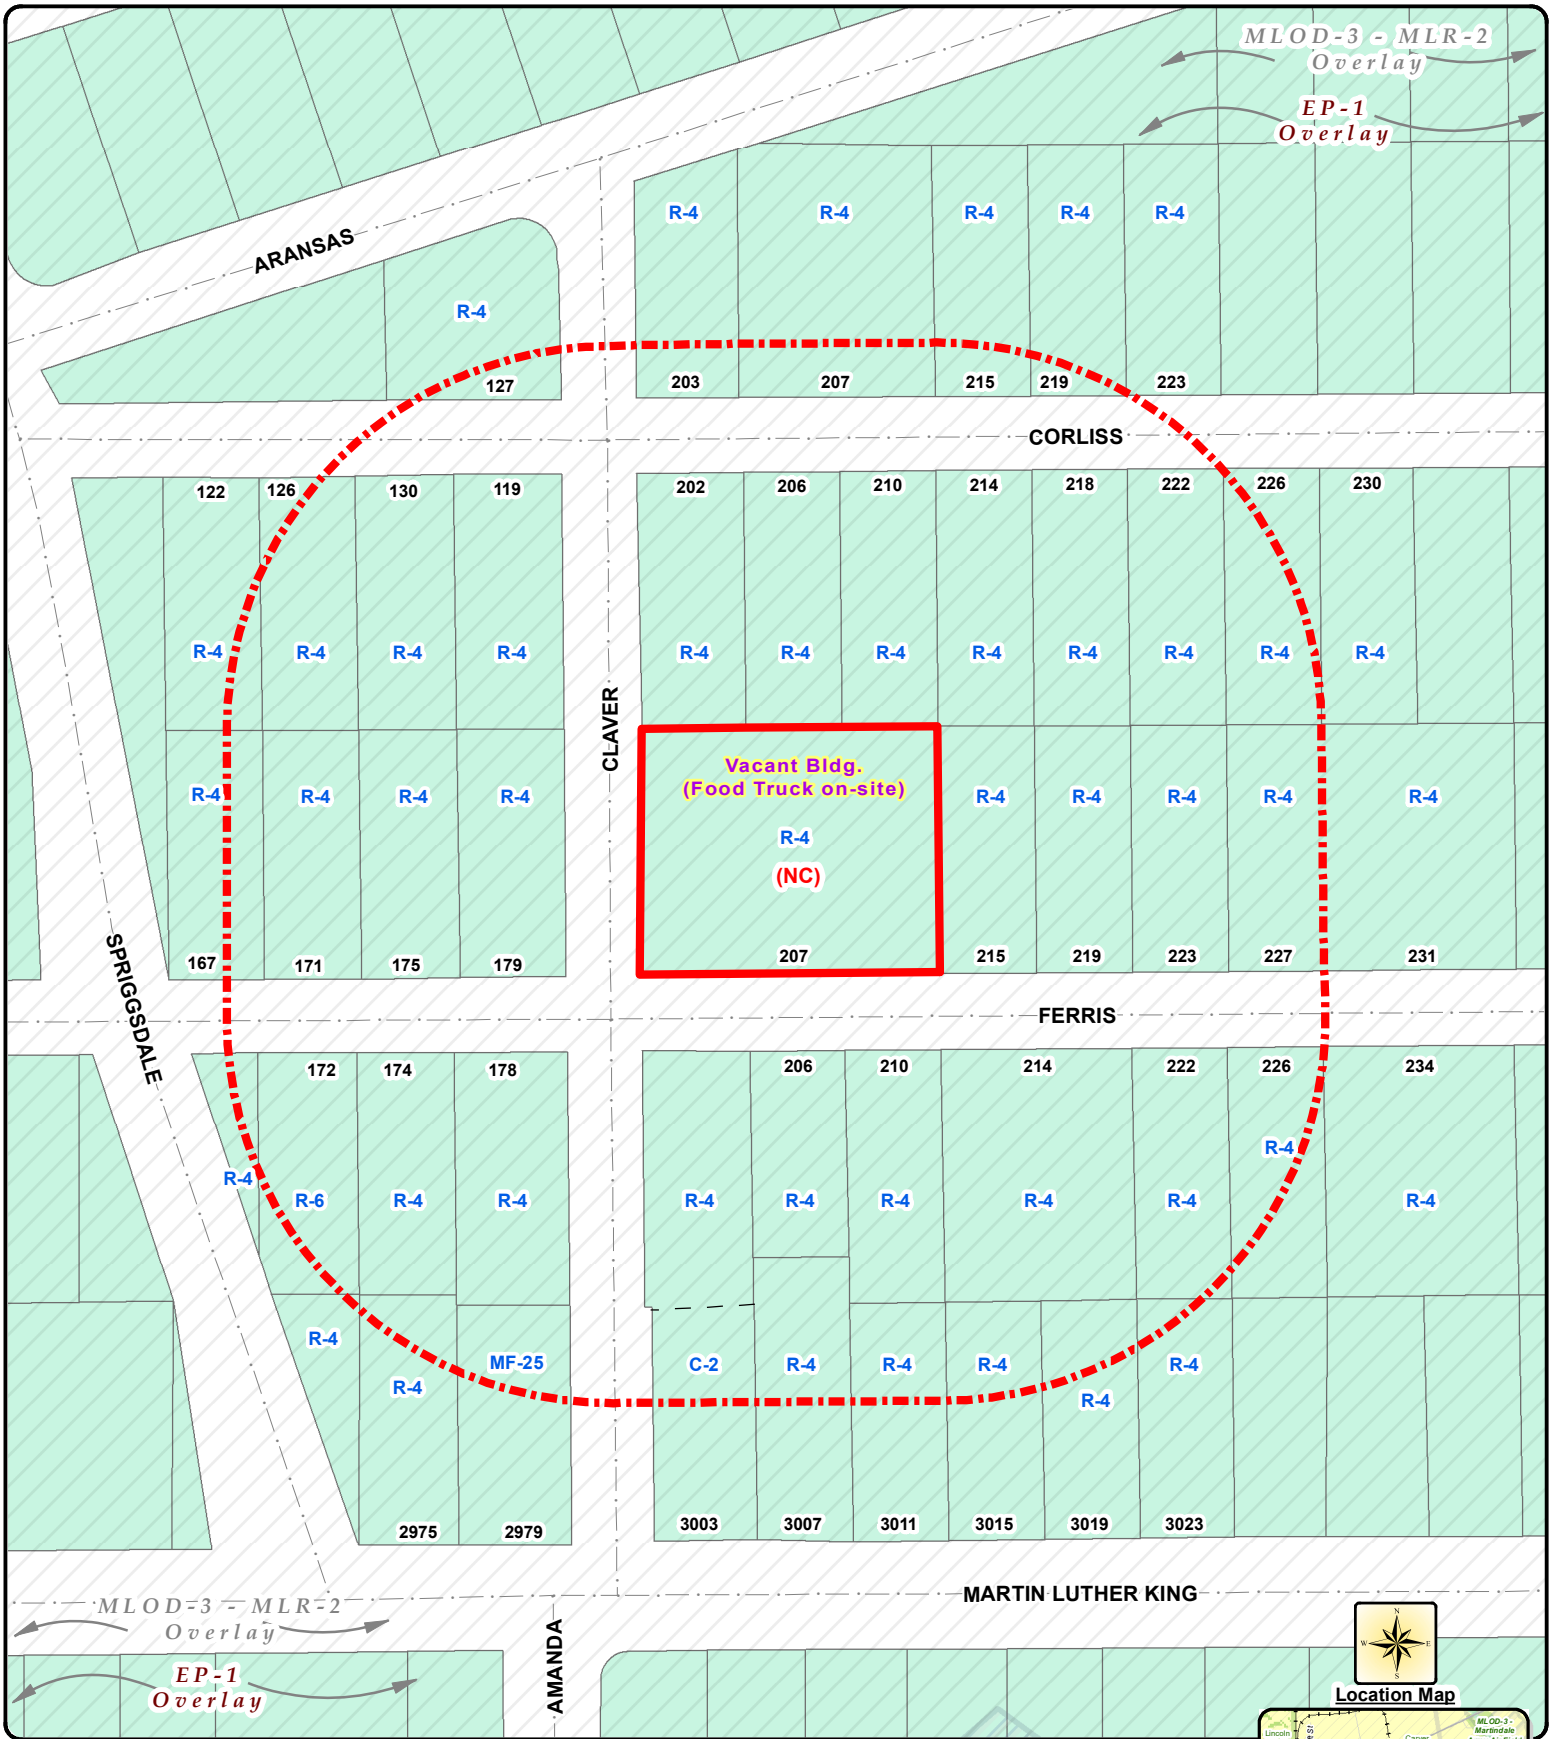 MLOD-3 - MLR-2
Overlay
EP-1
Overlay
R-4 R-4 R-4 R-4 R-4
ARANSAS
R-4
127 203 207 215 219 223
CORLISS
122 126 130 119 202 206 210 214 218 222 226 230
R-4 R-4 R-4 R-4 R-4 R-4 R-4 R-4 R-4 R-4 R-4 R-4
CLAVER
Vacant Bldg.
(Food Truck on-site)
R-4 R-4 R-4 R-4 R-4 R-4 R-4 R-4 R-4
R-4
(NC)
167 171 175 179 207 215 219 223 227 231
SPRIGGSDALE
FERRIS
172 174 178 206 210 214 222 226 234
R-4
R-4 R-6 R-4 R-4 R-4 R-4 R-4 R-4 R-4 R-4
R-4 MF-25 C-2 R-4 R-4 R-4 R-4
R-4 R-4
2975 2979 3003 3007 3011 3015 3019 3023
MARTIN LUTHER KING
MLOD-3 - MLR-2
Overlay
AMANDA
EP-1
Overlay
N
W E
S
Location Map
MLOD-3 -
Martindale
Lincoln